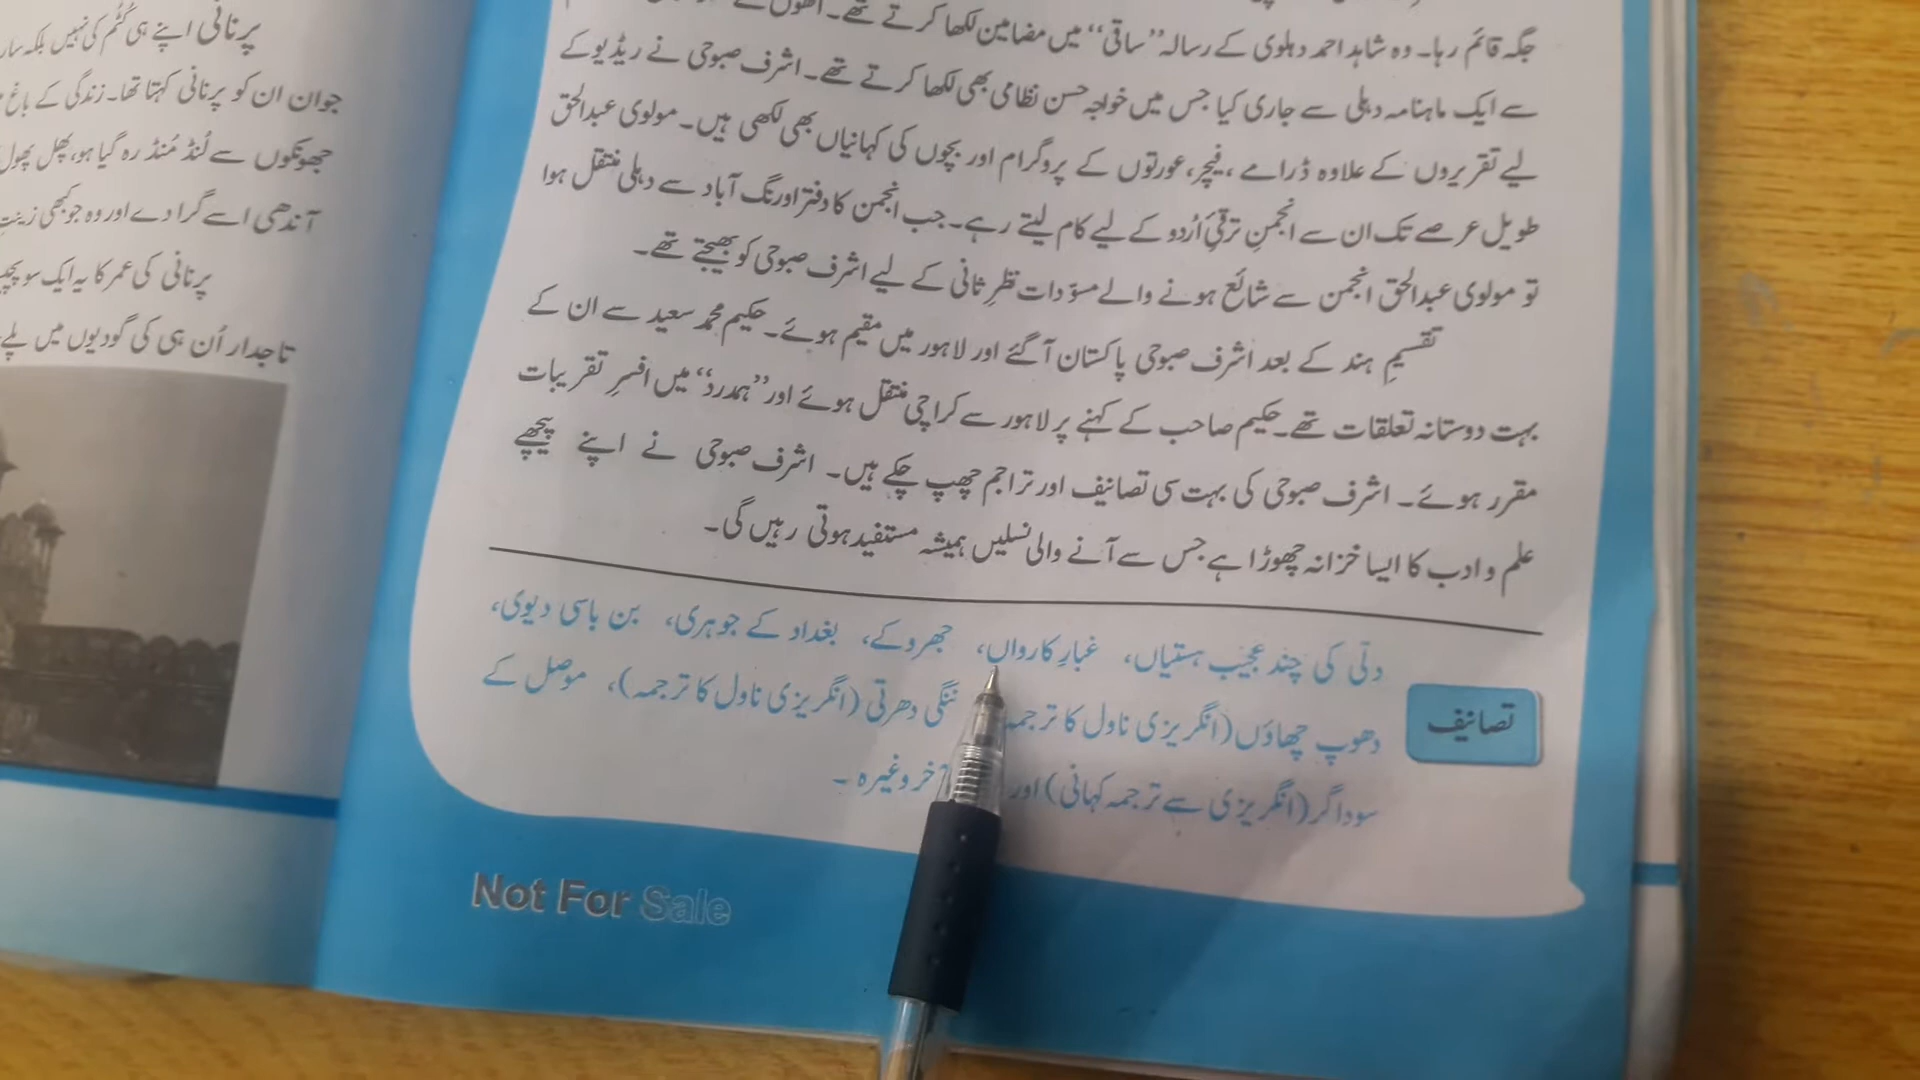 جگہ قائم رہا۔ وہ شاہد احمد دہلوی کے رسالہ ’’ساقی‘‘ میں مضامین لکھا کرتے تھے۔ انھوں نے
سے ایک ماہنامہ دہلی سے جاری کیا جس میں خواجہ حسن نظامی بھی لکھا کرتے تھے۔ اشرف صبوحی نے ریڈیو کے
لیے تقریروں کے علاوہ ڈرامے، فیچر، عورتوں کے پروگرام اور بچوں کی کہانیاں بھی لکھی ہیں۔ مولوی عبدالحق
طویل عرصے تک ان سے انجمنِ ترقیٔ اُردو کے لیے کام لیتے رہے۔ جب انجمن کا دفتر اورنگ آباد سے دہلی منتقل ہوا
تو مولوی عبدالحق انجمن سے شائع ہونے والے مسوّدات نظرِ ثانی کے لیے اشرف صبوحی کو بھیجتے تھے۔
تقسیمِ ہند کے بعد اشرف صبوحی پاکستان آ گئے اور لاہور میں مقیم ہوئے۔ حکیم محمد سعید سے ان کے
بہت دوستانہ تعلقات تھے۔ حکیم صاحب کے کہنے پر لاہور سے کراچی منتقل ہوئے اور ’’ہمدرد‘‘ میں افسرِ تقریبات
مقرر ہوئے۔ اشرف صبوحی کی بہت سی تصانیف اور تراجم چھپ چکے ہیں۔ اشرف صبوحی نے اپنے پیچھے
علم و ادب کا ایسا خزانہ چھوڑا ہے جس سے آنے والی نسلیں ہمیشہ مستفید ہوتی رہیں گی۔
تصانیف
دلّی کی چند عجیب ہستیاں، غبارِ کارواں، جھروکے، بغداد کے جوہری، بن باسی دیوی،
دھوپ چھاؤں (انگریزی ناول کا ترجمہ ننگی دھرتی (انگریزی ناول کا ترجمہ)، موصل کے
سوداگر (انگریزی سے ترجمہ کہانی) اور وغیرہ۔
Not For Sale
پرنانی اپنے ہی کُٹم کی نہیں بلکہ
جوان ان کو پرنانی کہتا تھا۔ زندگی کے باغ
جھونکوں سے لُنڈ مُنڈ رہ گیا ہو، پھل پھول
آندھی اسے گرا دے اور وہ جو کبھی
پرنانی کی عمر کا یہ ایک سو
تاجدار اُن ہی کی گودیوں میں پلے